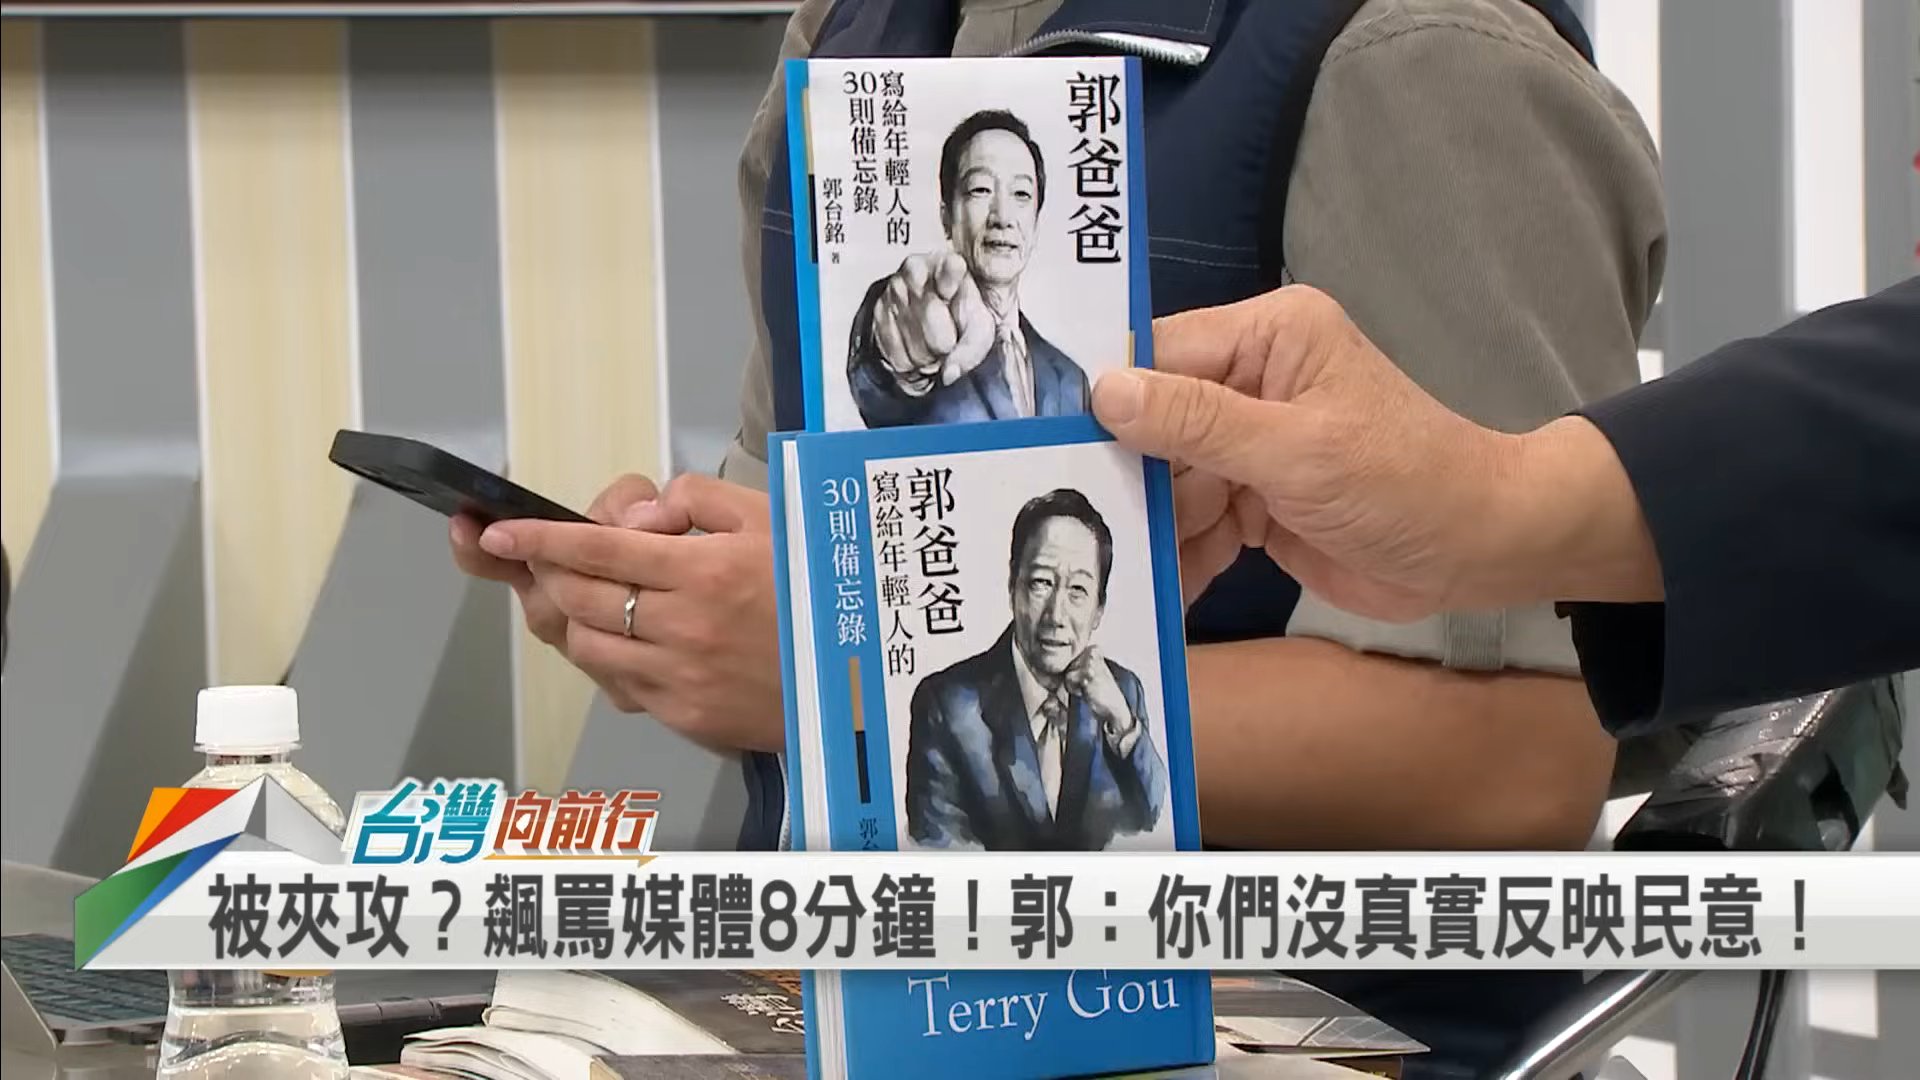 郭爸爸
寫給年輕人的
30則備忘錄
郭台銘 著
郭爸爸
寫給年輕人的
30則備忘錄
郭台
台灣向前行
被夾攻？飆罵媒體8分鐘！郭：你們沒真實反映民意！
Terry Gou